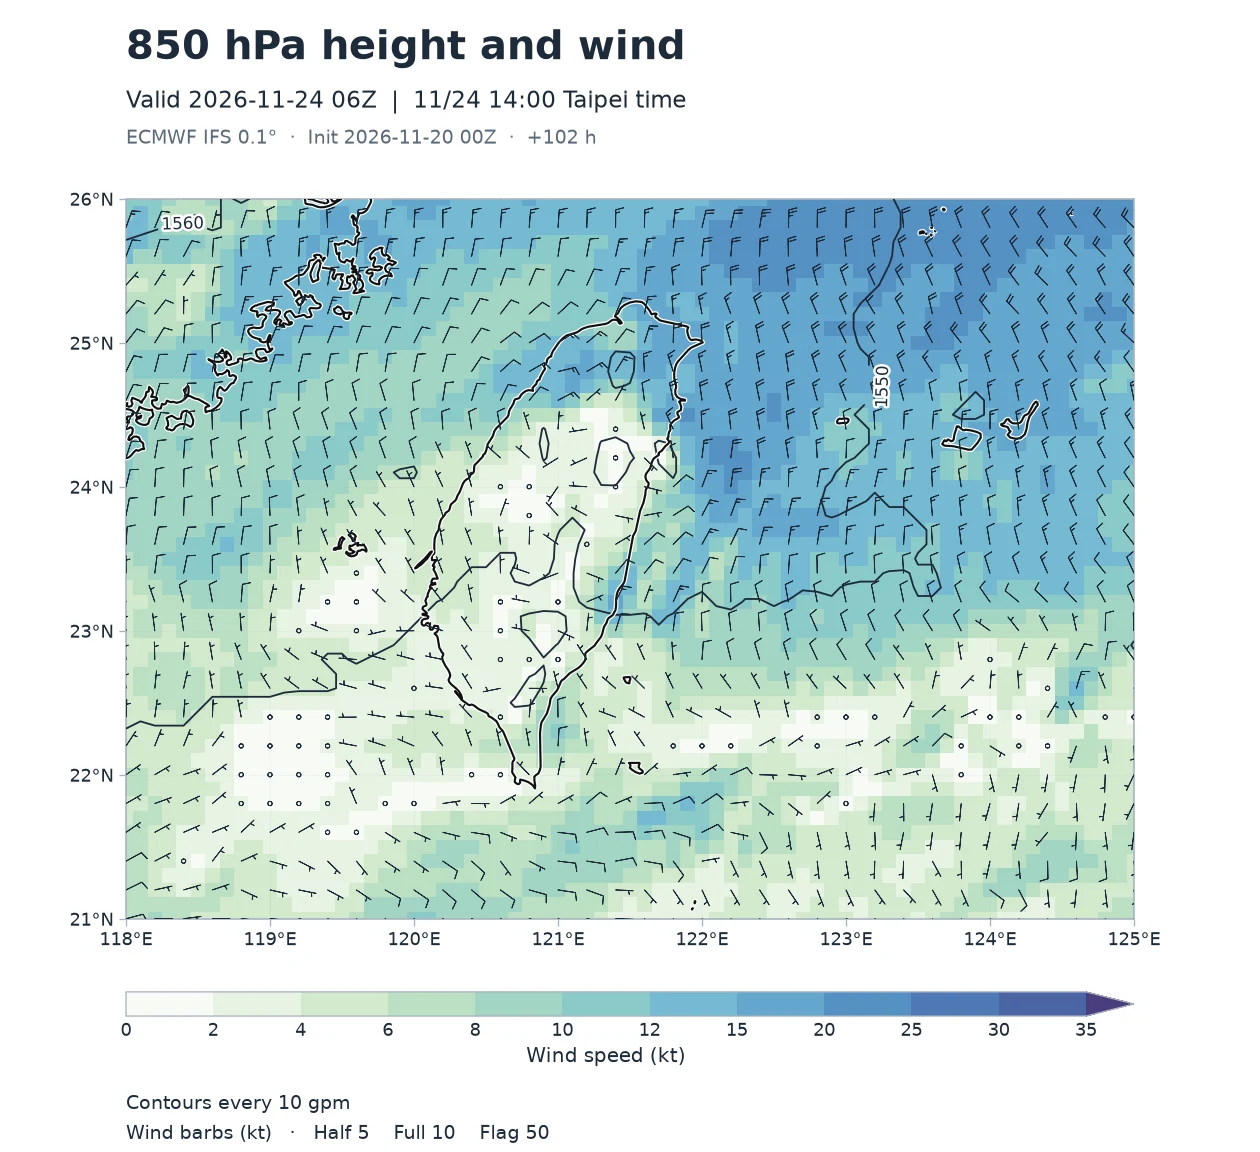 850 hPa height and wind
Valid 2026-11-24 06Z | 11/24 14:00 Taipei time
ECMWF IFS 0.1° · Init 2026-11-20 00Z · +102 h
26°N
1560
25°N
1550
24°N
23°N
22°N
21°N
118°E 119°E 120°E 121°E 122°E 123°E 124°E 125°E
0 2 4 6 8 10 12 15 20 25 30 35
Wind speed (kt)
Contours every 10 gpm
Wind barbs (kt) · Half 5 Full 10 Flag 50